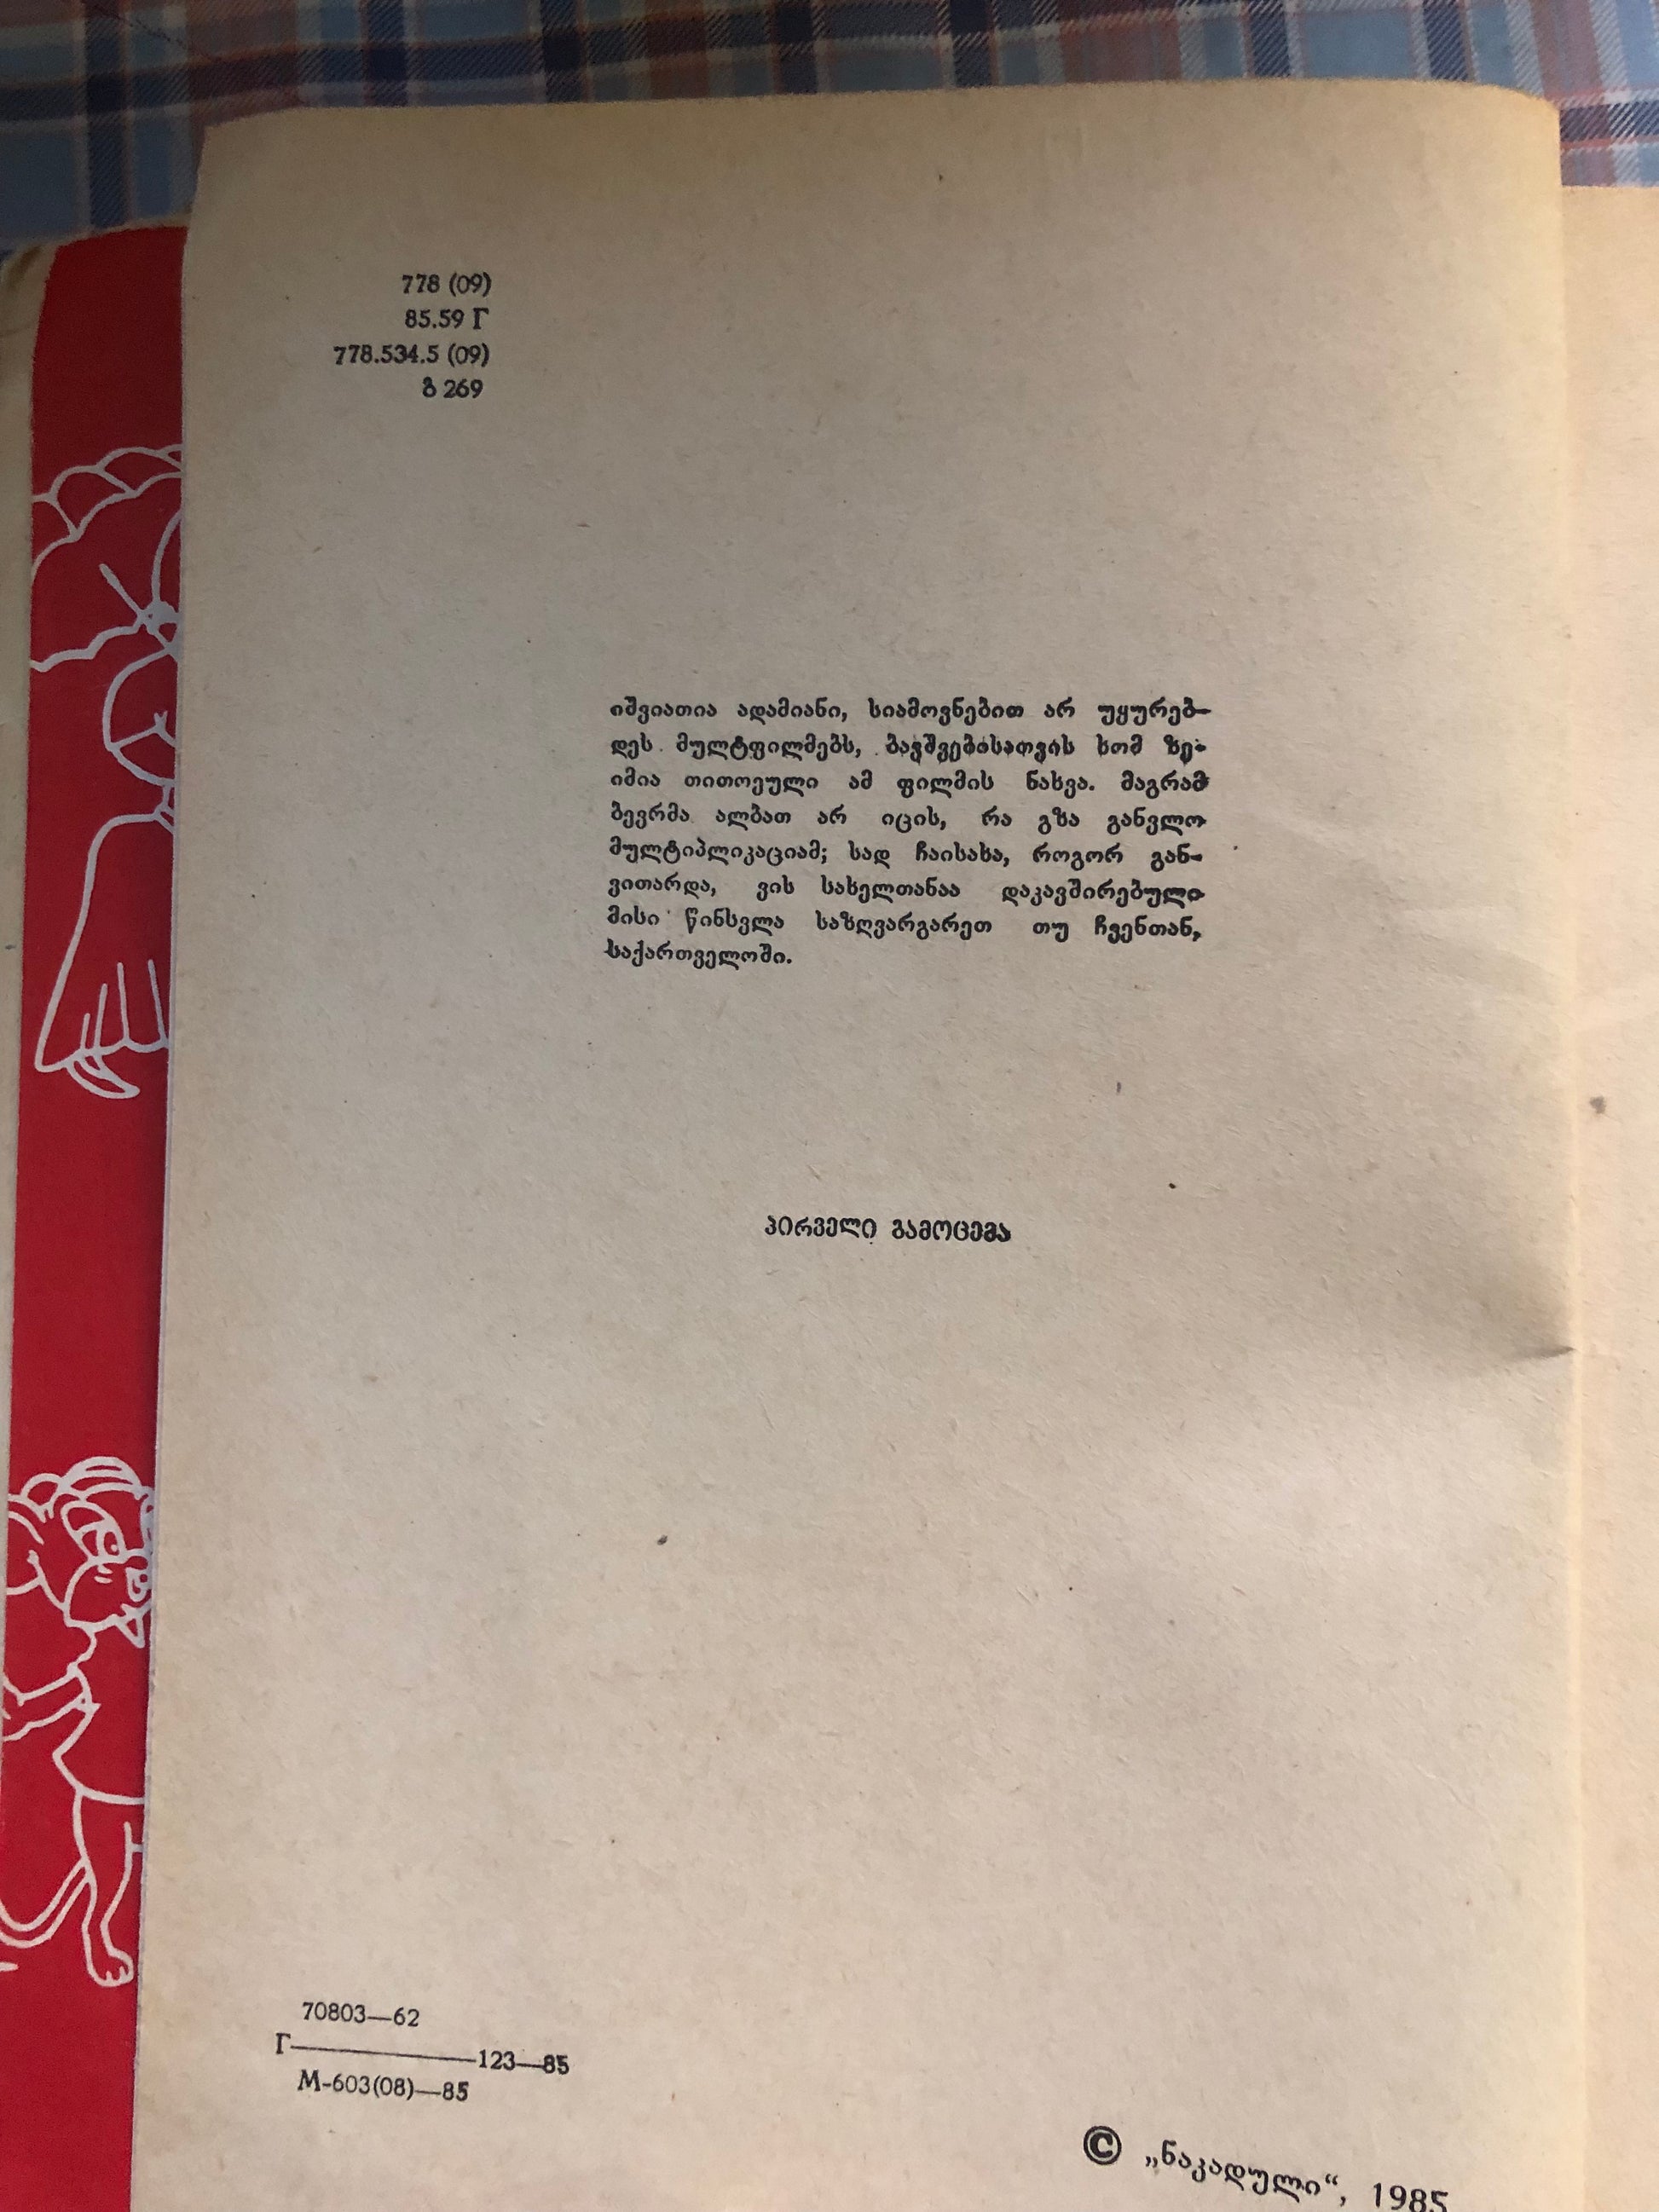 778 (09)
85.59 Г
778.534.5 (09)
გ 269
იშვიათია ადამიანი, სიამოვნებით არ უყურებ-
დეს მულტფილმებს, ბავშვებისათვის ხომ ზე-
იმია თითოეული ამ ფილმის ნახვა. მაგრამ
ბევრმა ალბათ არ იცის, რა გზა განვლო
მულტიპლიკაციამ; სად ჩაისახა, როგორ გან-
ვითარდა, ვის სახელთანაა დაკავშირებული
მისი წინსვლა საზღვარგარეთ თუ ჩვენთან,
საქართველოში.
პირველი გამოცემა
70803—62
Г———123—85
М-603(08)—85
© „ნაკადული“, 1985